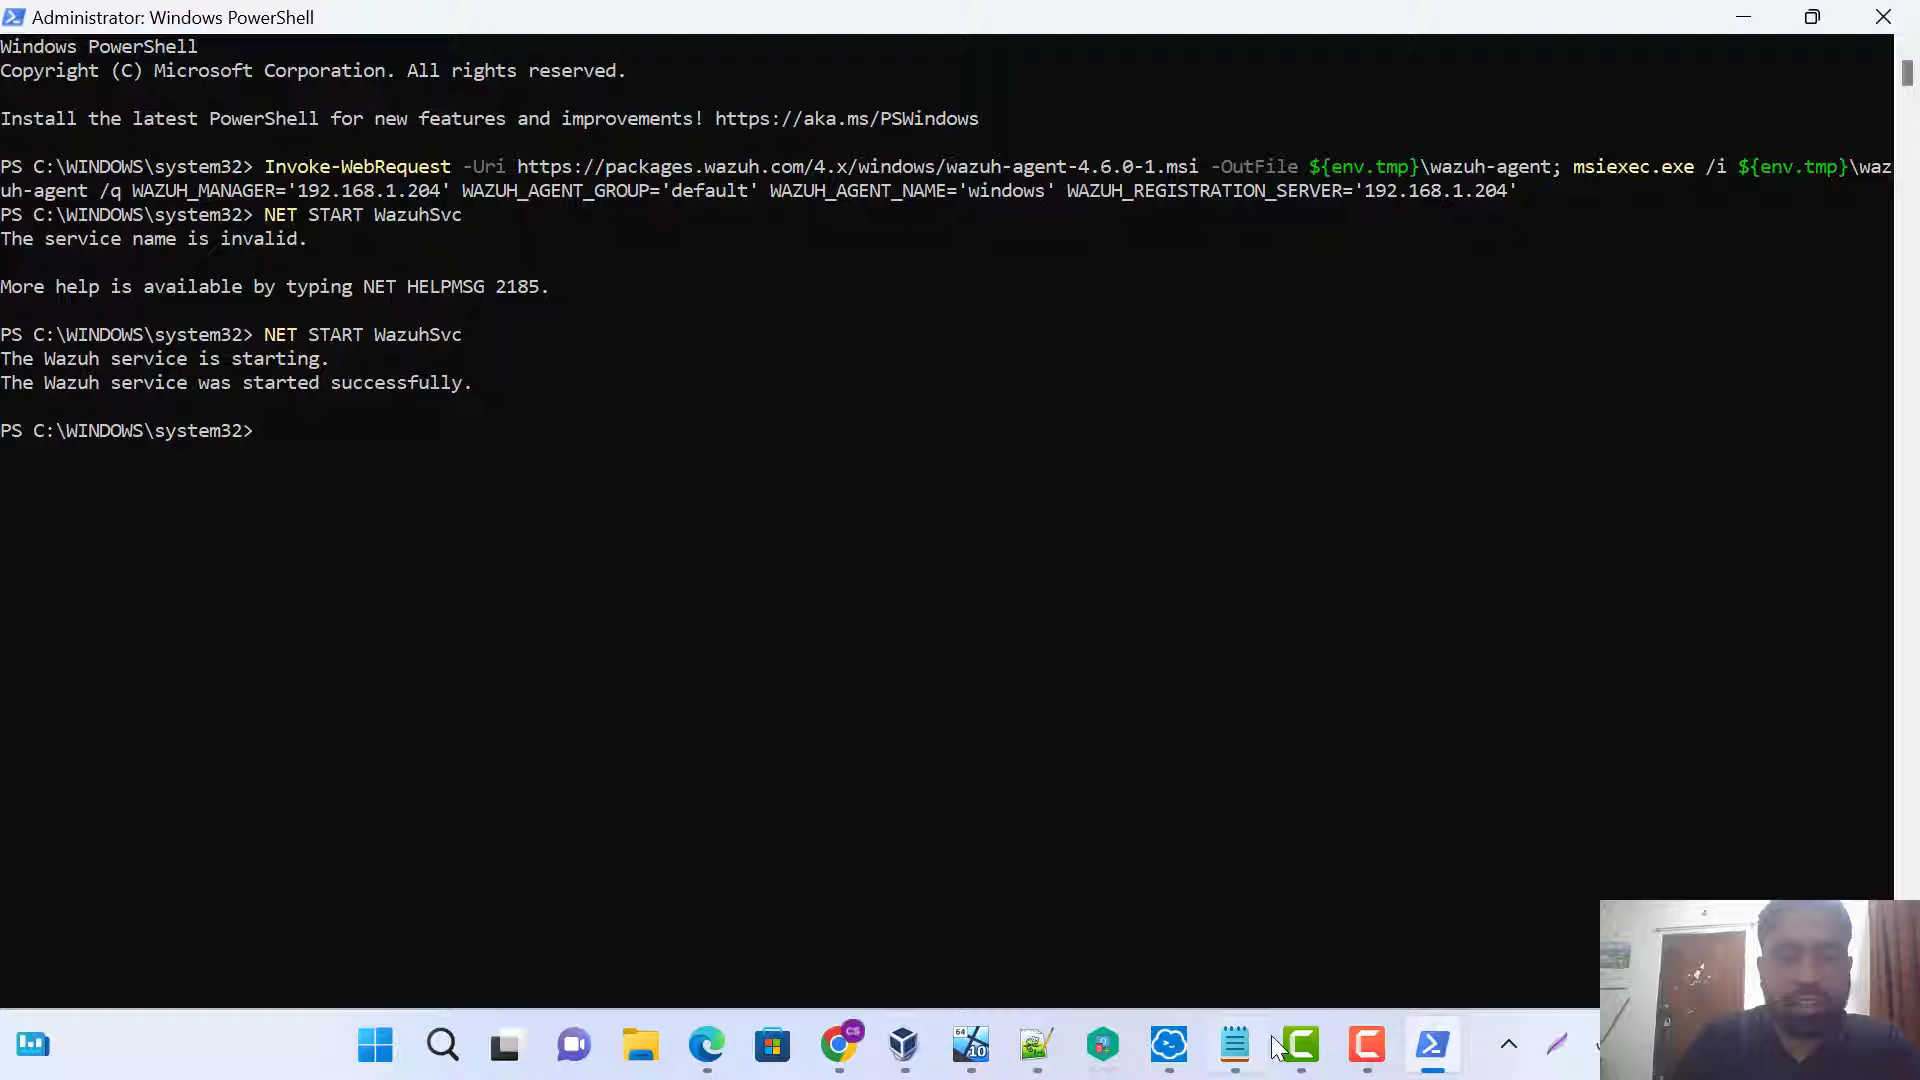 Administrator: Windows PowerShell
Windows PowerShell
Copyright (C) Microsoft Corporation. All rights reserved.
Install the latest PowerShell for new features and improvements! https://aka.ms/PSWindows
PS C:\WINDOWS\system32> Invoke-WebRequest -Uri https://packages.wazuh.com/4.x/windows/wazuh-agent-4.6.0-1.msi -OutFile ${env.tmp}\wazuh-agent; msiexec.exe /i ${env.tmp}\waz
uh-agent /q WAZUH_MANAGER='192.168.1.204' WAZUH_AGENT_GROUP='default' WAZUH_AGENT_NAME='windows' WAZUH_REGISTRATION_SERVER='192.168.1.204'
PS C:\WINDOWS\system32> NET START WazuhSvc
The service name is invalid.
More help is available by typing NET HELPMSG 2185.
PS C:\WINDOWS\system32> NET START WazuhSvc
The Wazuh service is starting.
The Wazuh service was started successfully.
PS C:\WINDOWS\system32>
CS
64
10